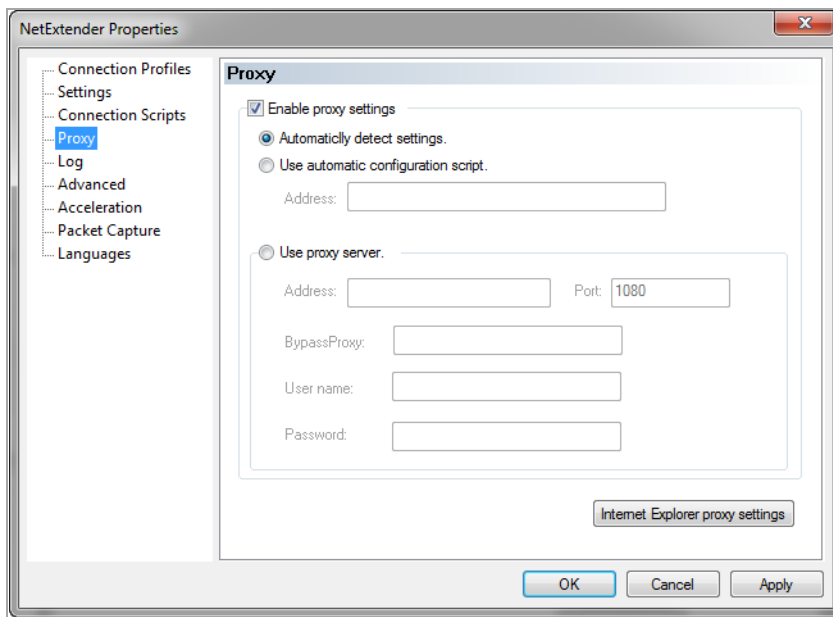 NetExtender Properties
Connection Profiles
Settings
Connection Scripts
Proxy
Log
Advanced
Acceleration
Packet Capture
Languages
Proxy
Enable proxy settings
Automaticlly detect settings.
Use automatic configuration script.
Address:
Use proxy server.
Address:
Port: 1080
BypassProxy:
User name:
Password:
Internet Explorer proxy settings
OK
Cancel
Apply